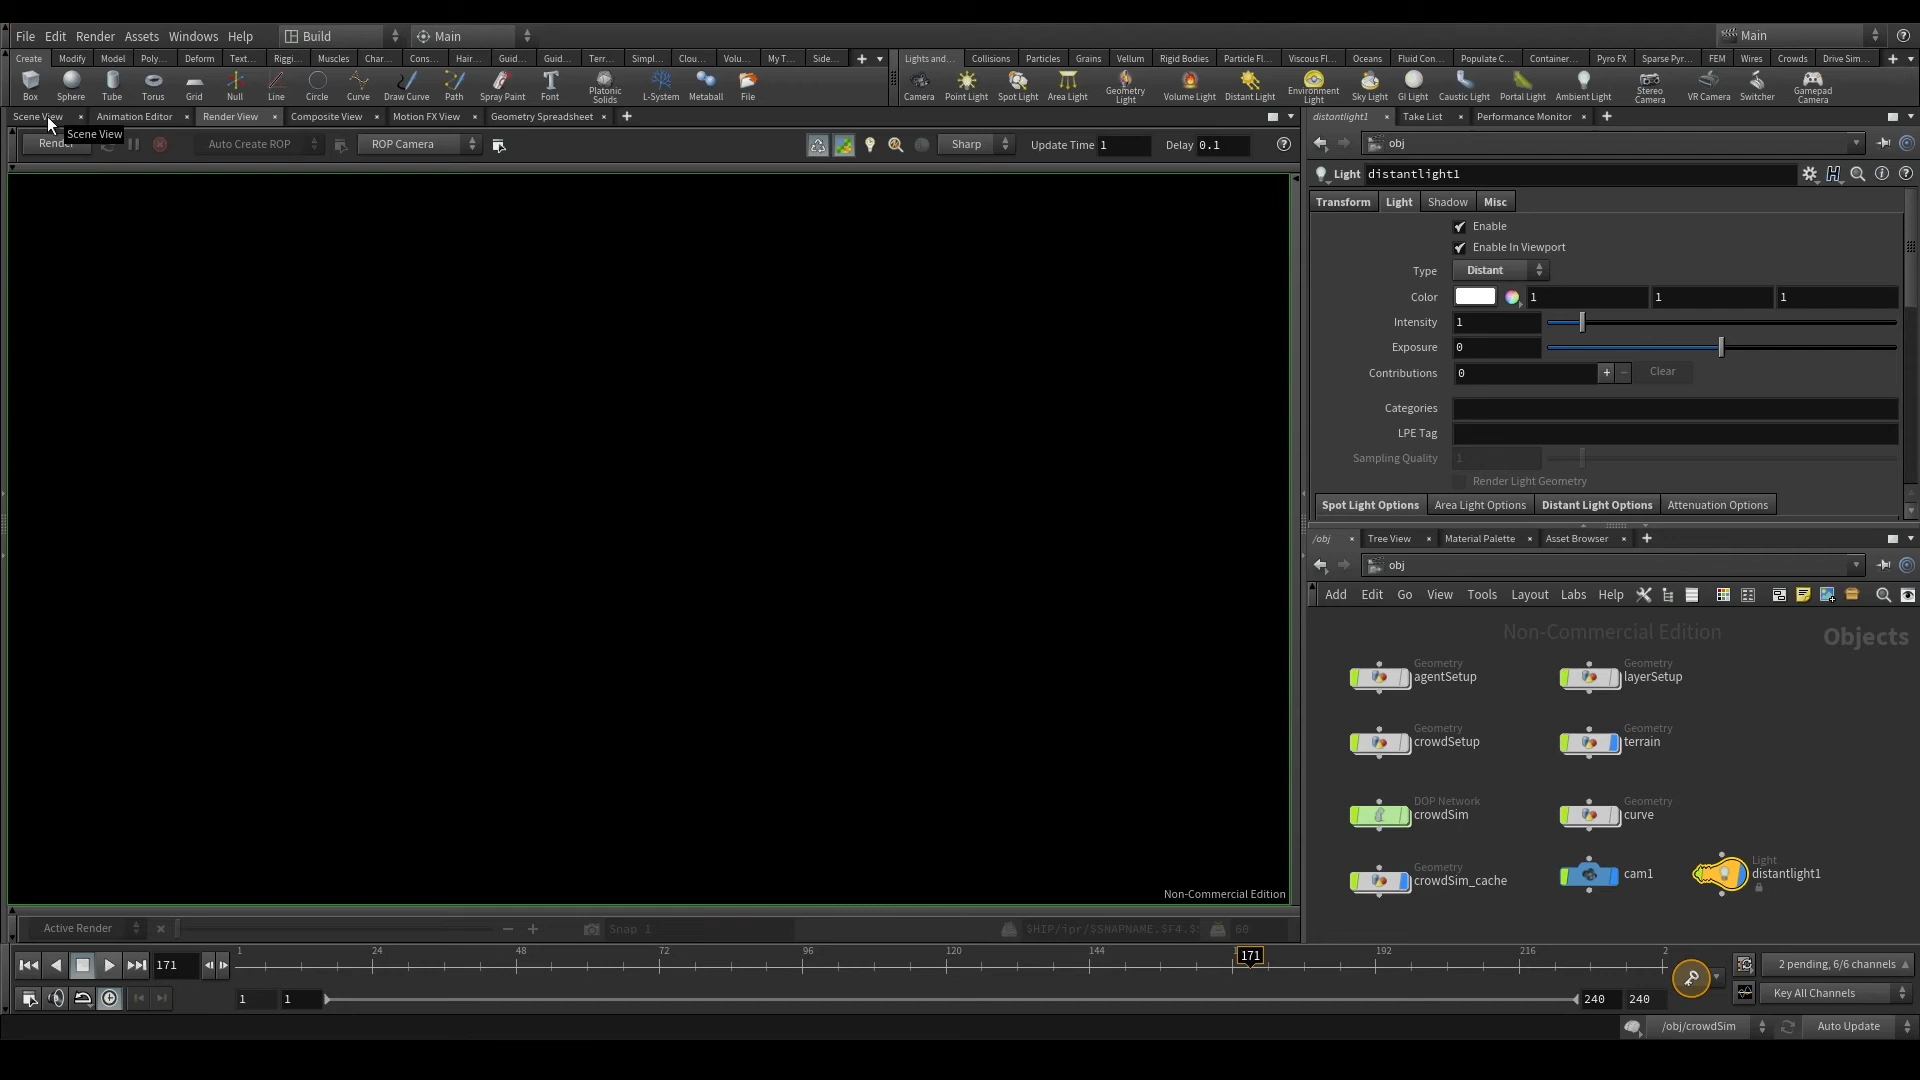 File Edit Render Assets Windows Help Build Main Main
Create Modify Model Poly... Deform Text... Riggi... Muscles Char... Cons... Hair... Guid... Guid... Terr... Simpl... Clou... Volu... My T... Side...
Lights and... Collisions Particles Grains Vellum Rigid Bodies Particle Fl... Viscous Fl... Oceans Fluid Con... Populate C... Container... Pyro FX Sparse Pyr... FEM Wires Crowds Drive Sim...
Box Sphere Tube Torus Grid Null Line Circle Curve Draw Curve Path Spray Paint Font Platonic Solids L-System Metaball File
Camera Point Light Spot Light Area Light Geometry Light Volume Light Distant Light Environment Light Sky Light GI Light Caustic Light Portal Light Ambient Light Stereo Camera VR Camera Switcher Gamepad Camera
Scene View Animation Editor Render View Composite View Motion FX View Geometry Spreadsheet
Scene View
Render Auto Create ROP ROP Camera Sharp Update Time 1 Delay 0.1
Non-Commercial Edition
Active Render Snap 1 60
distantlight1 Take List Performance Monitor
obj
Light distantlight1
Transform Light Shadow Misc
Enable
Enable In Viewport
Type Distant
Color 1 1 1
Intensity 1
Exposure 0
Contributions 0 + - Clear
Categories
LPE Tag
Sampling Quality 1
Render Light Geometry
Spot Light Options Area Light Options Distant Light Options Attenuation Options
/obj Tree View Material Palette Asset Browser
obj
Add Edit Go View Tools Layout Labs Help
Non-Commercial Edition Objects
Geometry
agentSetup
Geometry
layerSetup
Geometry
crowdSetup
Geometry
terrain
DOP Network
crowdSim
Geometry
curve
Geometry
crowdSim_cache
cam1
Light
distantlight1
171 1 24 48 72 96 120 144 171 192 216 2
2 pending, 6/6 channels
1 1 240 240 Key All Channels
/obj/crowdSim Auto Update